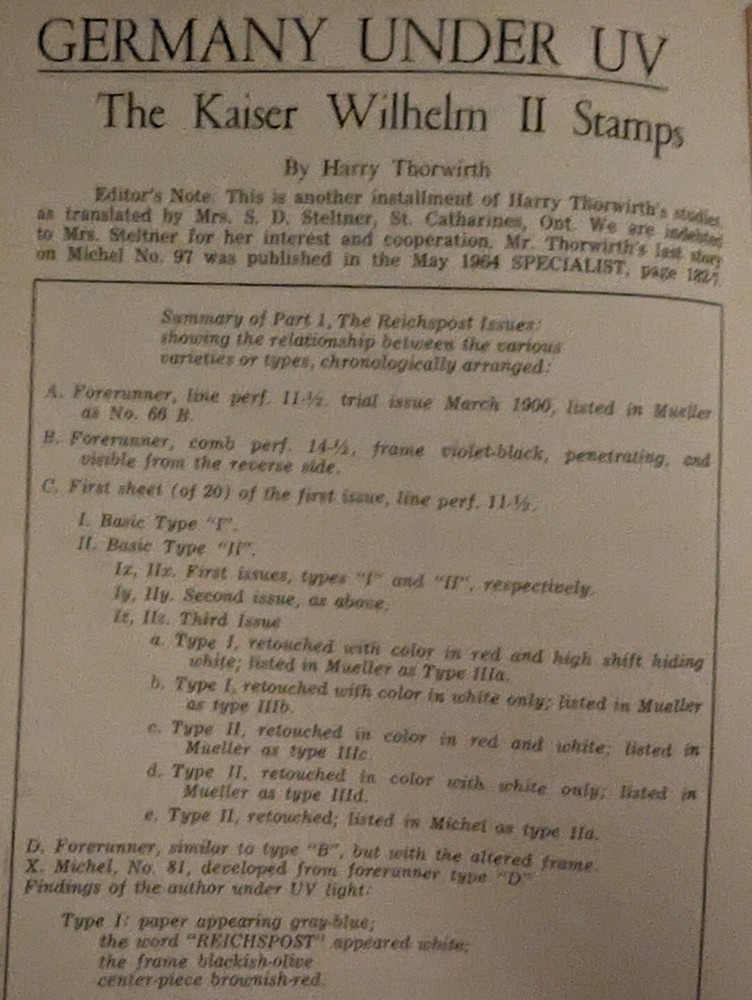 GERMANY UNDER UV
The Kaiser Wilhelm II Stamps
By Harry Thorwirth
Editor's Note: This is another installment of Harry Thorwirth's studies,
as translated by Mrs. S. D. Steltner, St. Catharines, Ont. We are indebted
to Mrs. Steltner for her interest and cooperation. Mr. Thorwirth's last story
on Michel No. 97 was published in the May 1964 SPECIALIST, page
Summary of Part 1, The Reichspost Issues:
showing the relationship between the various
varieties or types, chronologically arranged:
A. Forerunner, line perf. 11-½, trial issue March 1900, listed in Mueller
as No. 66 B.
B. Forerunner, comb perf. 14-½, frame violet-black, penetrating, and
visible from the reverse side.
C. First sheet (of 20) of the first issue, line perf. 11-½.
I. Basic Type "I".
II. Basic Type "II".
Ix, IIx. First issues, types "I" and "II", respectively.
Iy, IIy. Second issue, as above,
Iz, IIz. Third Issue
a. Type I, retouched with color in red and high shift hiding
white; listed in Mueller as Type IIIa.
b. Type I, retouched with color in white only; listed in Mueller
as type IIIb.
c. Type II, retouched in color in red and white; listed in
Mueller as type IIIc.
d. Type II, retouched in color with white only; listed in
Mueller as type IIId.
e. Type II, retouched; listed in Michel as type IIa.
D. Forerunner, similar to type "B", but with the altered frame
X. Michel, No. 81, developed from forerunner type "D"
Findings of the author under UV light:
Type 1: paper appearing gray-blue;
the word "REICHSPOST" appeared white;
the frame blackish-olive
center-piece brownish-red.